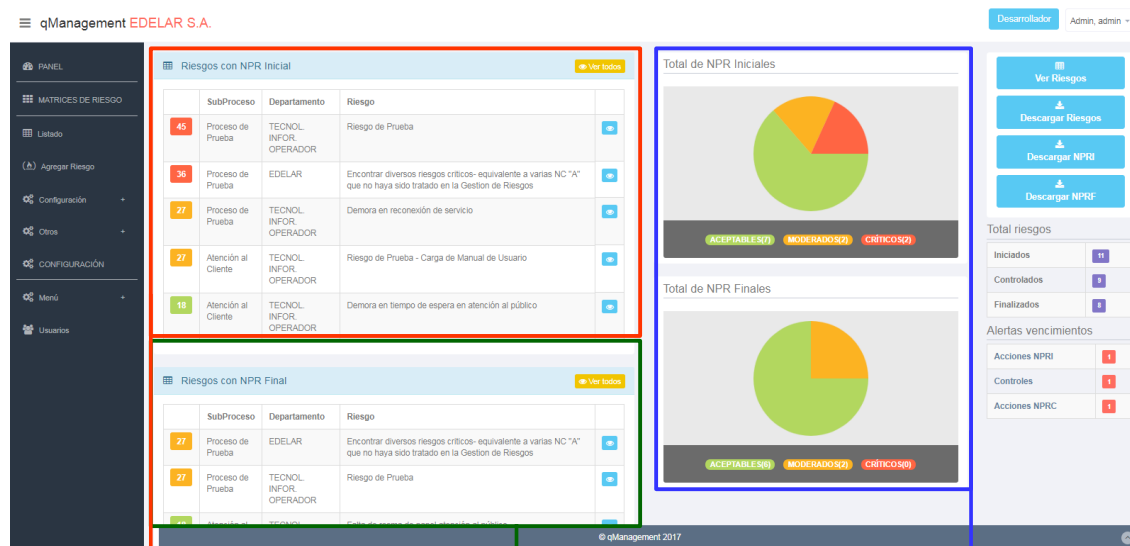 qManagement EDELAR S.A.
Desarrollador
Admin, admin
PANEL
MATRICES DE RIESGO
Listado
Agregar Riesgo
Configuración +
Otros +
CONFIGURACIÓN
Menú +
Usuarios
Riesgos con NPR Inicial
Ver todos
SubProceso Departamento Riesgo
45 Proceso de Prueba TECNOL. INFOR. OPERADOR Riesgo de Prueba
36 Proceso de Prueba EDELAR Encontrar diversos riesgos criticos- equivalente a varias NC "A" que no haya sido tratado en la Gestion de Riesgos
27 Proceso de Prueba TECNOL. INFOR. OPERADOR Demora en reconexión de servicio
27 Atención al Cliente TECNOL. INFOR. OPERADOR Riesgo de Prueba - Carga de Manual de Usuario
18 Atención al Cliente TECNOL. INFOR. OPERADOR Demora en tiempo de espera en atención al público
Riesgos con NPR Final
Ver todos
SubProceso Departamento Riesgo
27 Proceso de Prueba EDELAR Encontrar diversos riesgos criticos- equivalente a varias NC "A" que no haya sido tratado en la Gestion de Riesgos
27 Proceso de Prueba TECNOL. INFOR. OPERADOR Riesgo de Prueba
Total de NPR Iniciales
ACEPTABLES(7) MODERADOS(2) CRÍTICOS(2)
Total de NPR Finales
ACEPTABLES(6) MODERADOS(2) CRÍTICOS(0)
Ver Riesgos
Descargar Riesgos
Descargar NPRI
Descargar NPRF
Total riesgos
Iniciados 11
Controlados 9
Finalizados 8
Alertas vencimientos
Acciones NPRI 1
Controles 1
Acciones NPRC 1
© qManagement 2017